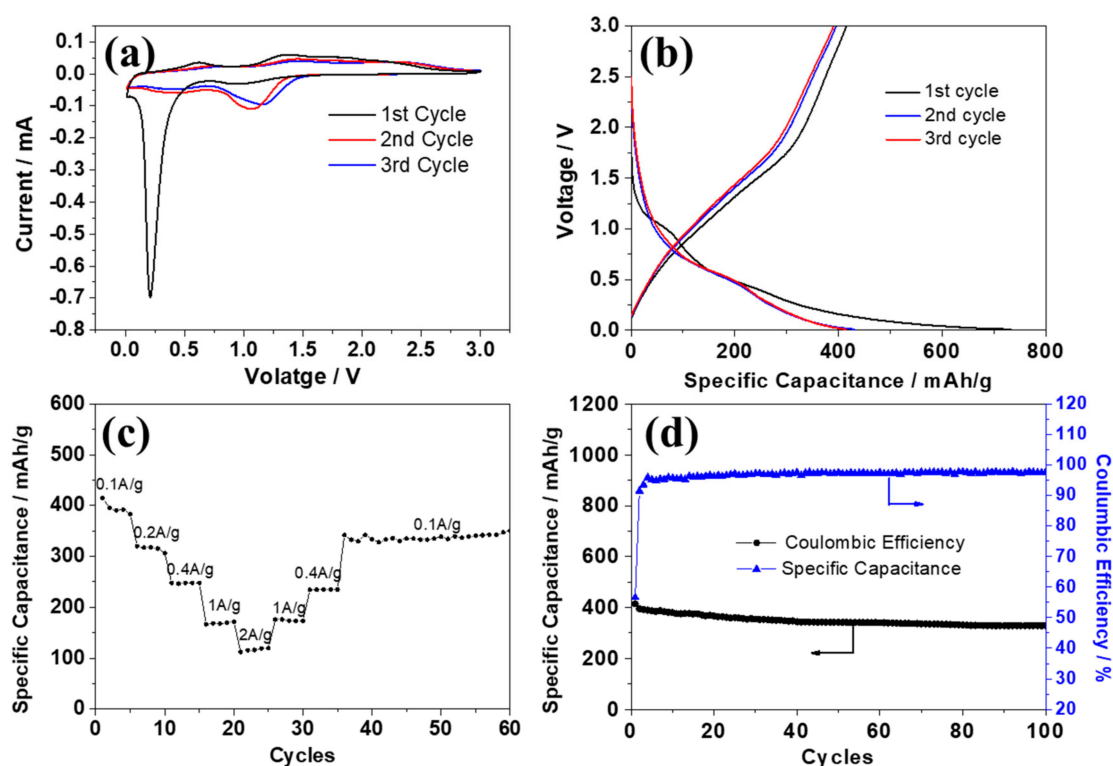 (a)
0.1
0.0
-0.1
-0.2
-0.3
-0.4
-0.5
-0.6
-0.7
-0.8
Current / mA
1st Cycle
2nd Cycle
3rd Cycle
0.0 0.5 1.0 1.5 2.0 2.5 3.0
Volatge / V
(b)
3.0
2.5
2.0
1.5
1.0
0.5
0.0
Voltage / V
1st cycle
2nd cycle
3rd cycle
0 200 400 600 800
Specific Capacitance / mAh/g
(c)
600
500
400
300
200
100
0
Specific Capacitance / mAh/g
0.1A/g
0.2A/g
0.4A/g
1A/g
2A/g
1A/g
0.4A/g
0.1A/g
0 10 20 30 40 50 60
Cycles
(d)
1200
1000
800
600
400
200
0
Specific Capacitance / mAh/g
Coulombic Efficiency
Specific Capacitance
120
110
100
90
80
70
60
50
40
30
20
Coulumbic Efficiency / %
0 20 40 60 80 100
Cycles